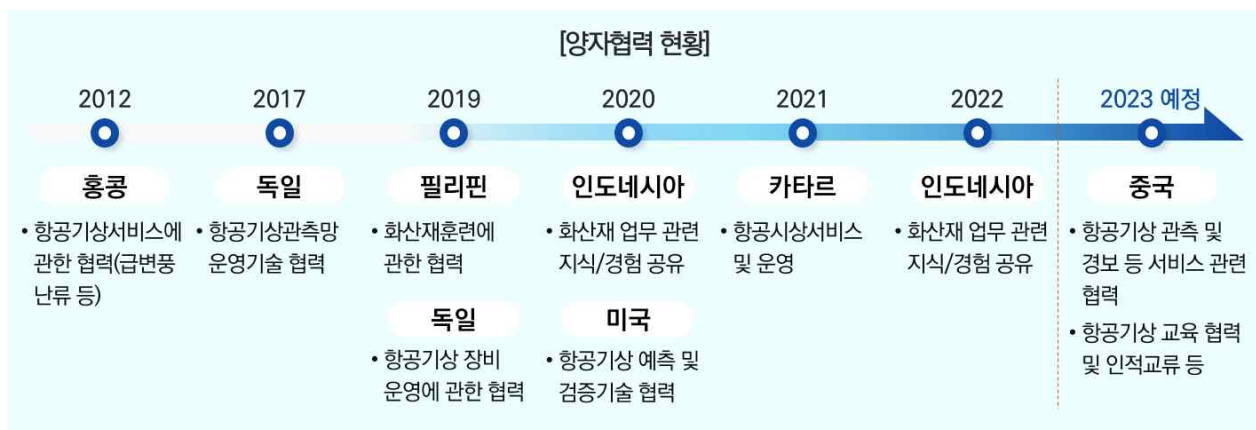 [양자협력 현황]
2012
2017
2019
2020
2021
2022
2023 예정
홍콩
• 항공기상서비스에
관한 협력(급변풍
난류 등)
독일
• 항공기상관측망
운영기술 협력
필리핀
• 화산재훈련에
관한 협력
독일
• 항공기상 장비
운영에 관한 협력
인도네시아
• 화산재 업무 관련
지식/경험 공유
미국
• 항공기상 예측 및
검증기술 협력
카타르
• 항공시상서비스
및 운영
인도네시아
• 화산재 업무 관련
지식/경험 공유
중국
• 항공기상 관측 및
경보 등 서비스 관련
협력
• 항공기상 교육 협력
및 인적교류 등